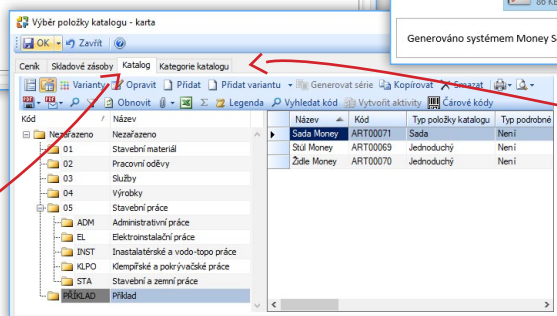 86 KB
Výběr položky katalogu - karta
OK Zavřít
Generováno systémem Money S
Ceník Skladové zásoby Katalog Kategorie katalogu
Varianty Opravit Přidat Přidat variantu Generovat série Kopírovat Smazat
Obnovit Legenda Vyhledat kód Vytvořit aktivity Čárové kódy
Kód Název
Název Kód Typ položky katalogu Typ podrobné
Nezařazeno Nezařazeno
Sada Money ART00071 Sada Není
01 Stavební materiál
Stůl Money ART00069 Jednoduchý Není
02 Pracovní oděvy
Židle Money ART00070 Jednoduchý Není
03 Služby
04 Výrobky
05 Stavební práce
ADM Administrativní práce
EL Elektroinstalační práce
INST Inastalatérské a vodo-topo práce
KLPO Klempířské a pokrývačské práce
STA Stavební a zemní práce
PŘÍKLAD Příklad